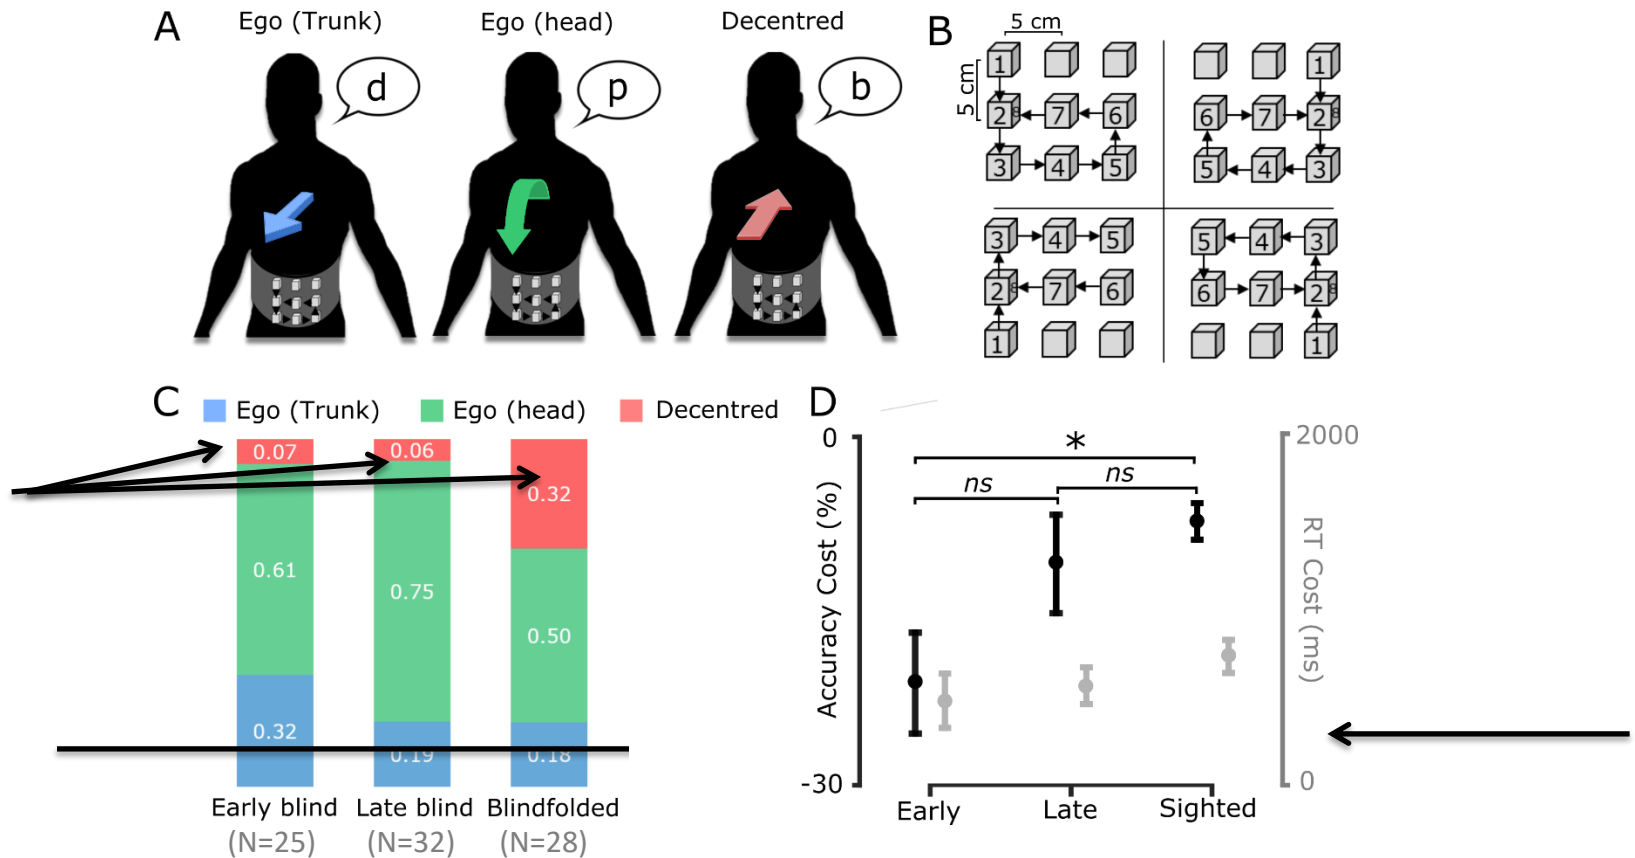 A
Ego (Trunk)
Ego (head)
Decentred
d
p
b
B
5 cm
5 cm
1
2 8 7 6
3 4 5
1
6 7 2 8
5 4 3
3 4 5
2 8 7 6
1
5 4 3
6 7 2 8
1
C
Ego (Trunk)
Ego (head)
Decentred
0.07
0.06
0.32
0.61
0.75
0.50
0.32
0.19
0.18
Early blind
Late blind
Blindfolded
(N=25)
(N=32)
(N=28)
D
0
-30
Accuracy Cost (%)
*
ns
ns
2000
0
RT Cost (ms)
Early
Late
Sighted